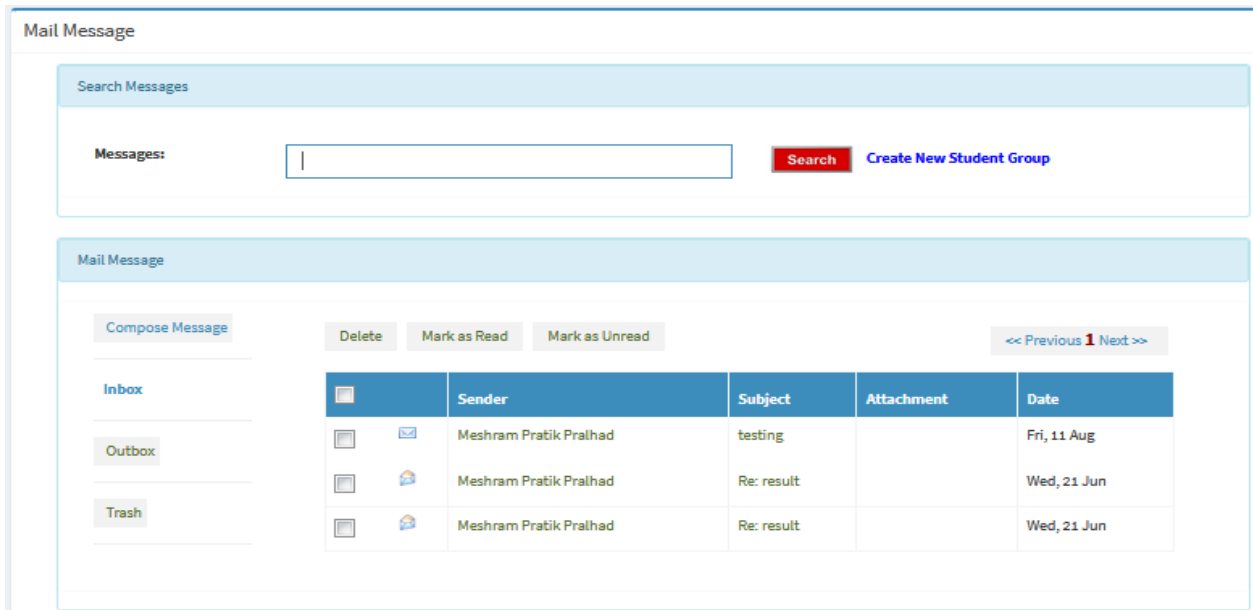 Mail Message
Search Messages
Messages: Search Create New Student Group
Mail Message
Compose Message
Inbox
Outbox
Trash
Delete Mark as Read Mark as Unread << Previous 1 Next >>
Sender Subject Attachment Date
Meshram Pratik Pralhad testing Fri, 11 Aug
Meshram Pratik Pralhad Re: result Wed, 21 Jun
Meshram Pratik Pralhad Re: result Wed, 21 Jun